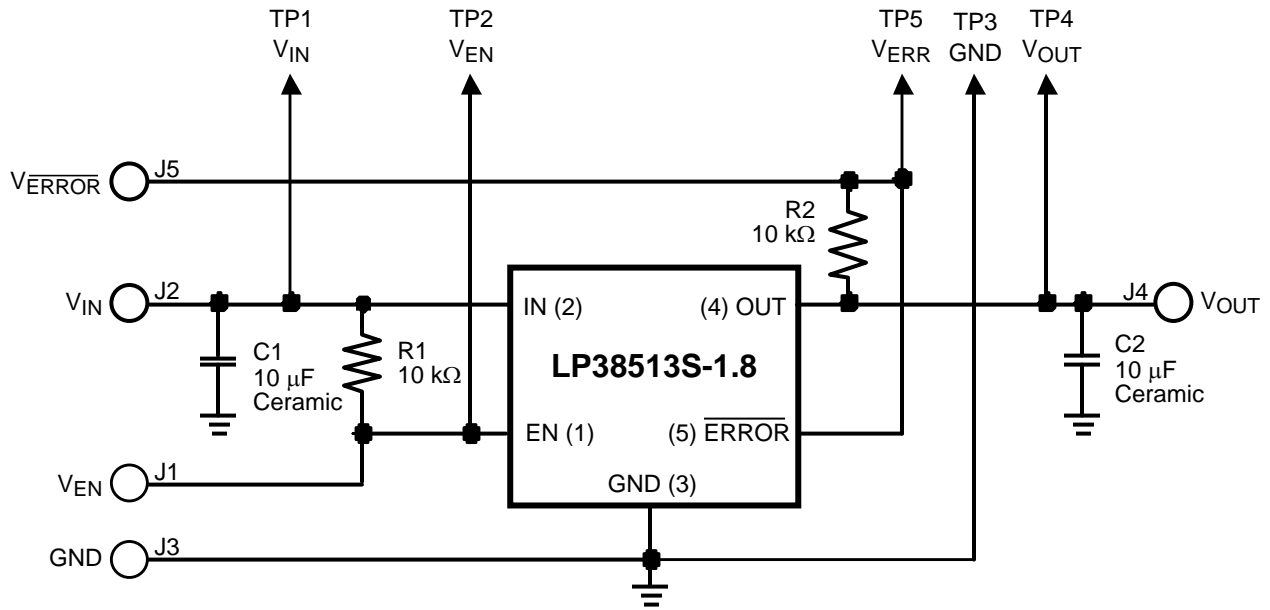 TP1
VIN
TP2
VEN
TP5
VERR
TP3
GND
TP4
VOUT
VERROR
J5
R2
10 kΩ
VIN
J2
IN (2)
(4) OUT
J4
VOUT
C1
10 μF
Ceramic
R1
10 kΩ
LP38513S-1.8
C2
10 μF
Ceramic
EN (1)
(5) ERROR
VEN
J1
GND (3)
GND
J3